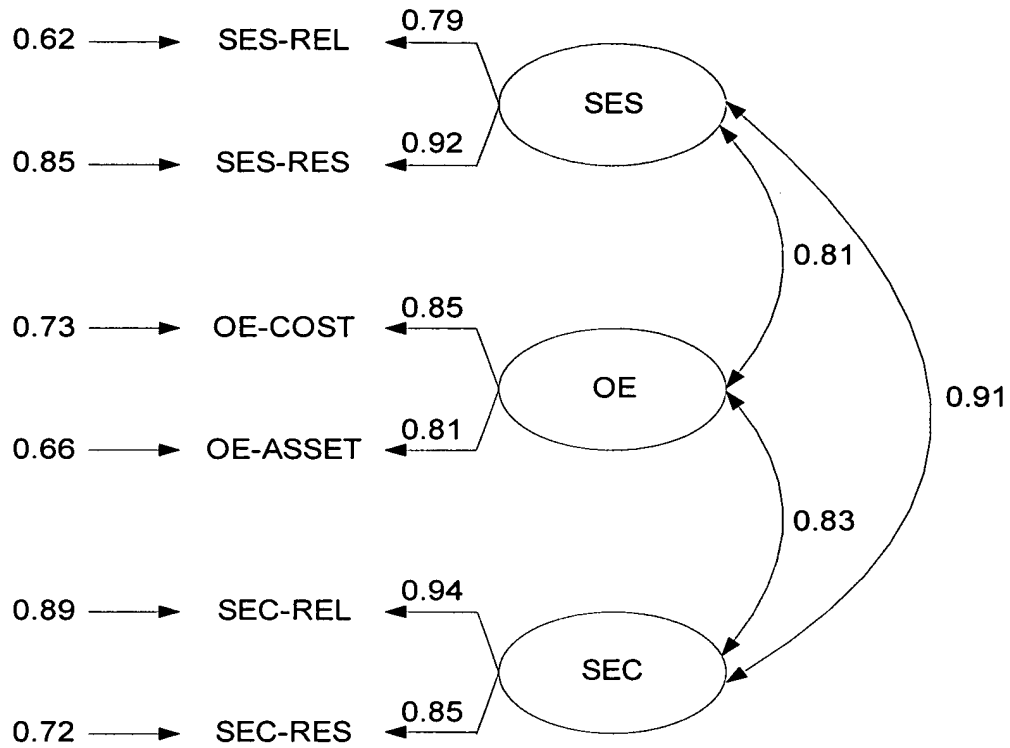 0.62 SES-REL 0.79
SES
0.85 SES-RES 0.92
0.81
0.73 OE-COST 0.85
OE
0.91
0.66 OE-ASSET 0.81
0.83
0.89 SEC-REL 0.94
SEC
0.72 SEC-RES 0.85